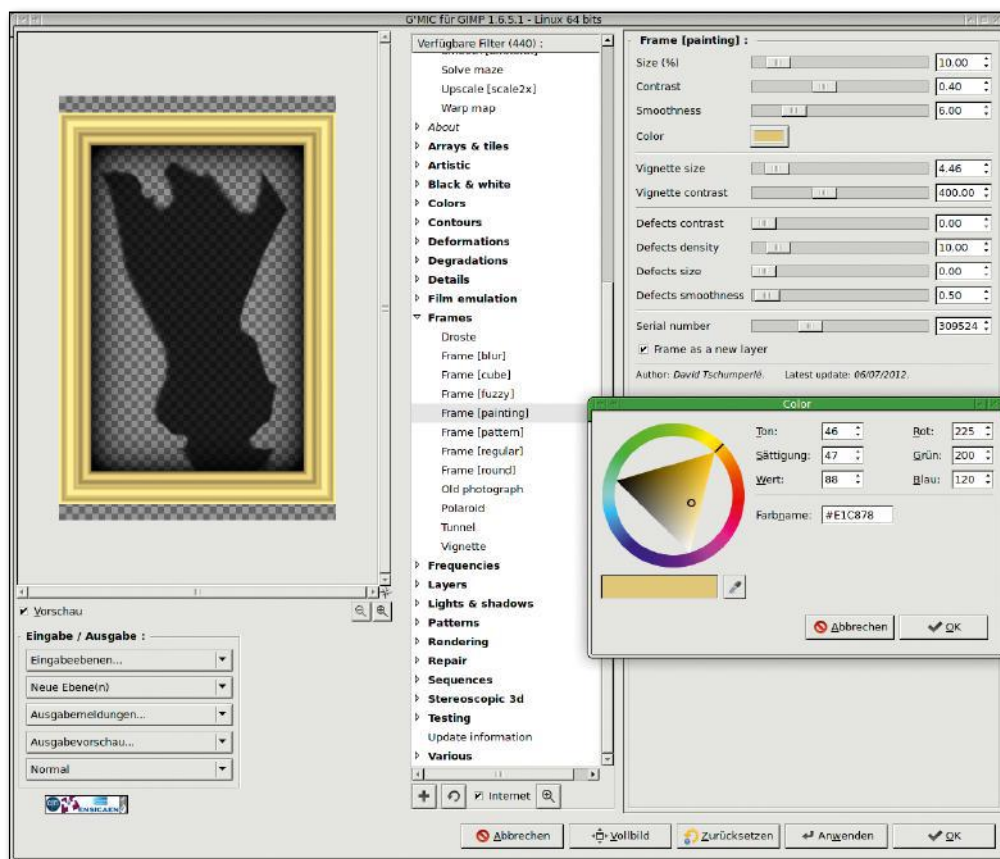 G'MIC für GIMP 1.6.5.1 - Linux 64 bits
Verfügbare Filter (440) :
Solve maze
Upscale [scale2x]
Warp map
About
Arrays & tiles
Artistic
Black & white
Colors
Contours
Deformations
Degradations
Details
Film emulation
Frames
Droste
Frame [blur]
Frame [cube]
Frame [fuzzy]
Frame [painting]
Frame [pattern]
Frame [regular]
Frame [round]
Old photograph
Polaroid
Tunnel
Vignette
Frequencies
Layers
Lights & shadows
Patterns
Rendering
Repair
Sequences
Stereoscopic 3d
Testing
Update information
Various
Internet
Frame [painting] :
Size (%) 10.00
Contrast 0.40
Smoothness 6.00
Color
Vignette size 4.46
Vignette contrast 400.00
Defects contrast 0.00
Defects density 10.00
Defects size 0.00
Defects smoothness 0.50
Serial number 309524
Frame as a new layer
Author: David Tschumperlé. Latest update: 06/07/2012.
Color
Ton: 46 Rot: 225
Sättigung: 47 Grün: 200
Wert: 88 Blau: 120
Farbname: #E1C878
Abbrechen OK
Vorschau
Eingabe / Ausgabe :
Eingabeebenen...
Neue Ebene(n)
Ausgabemeldungen...
Ausgabevorschau...
Normal
ENSICAEN
Abbrechen Vollbild Zurücksetzen Anwenden OK